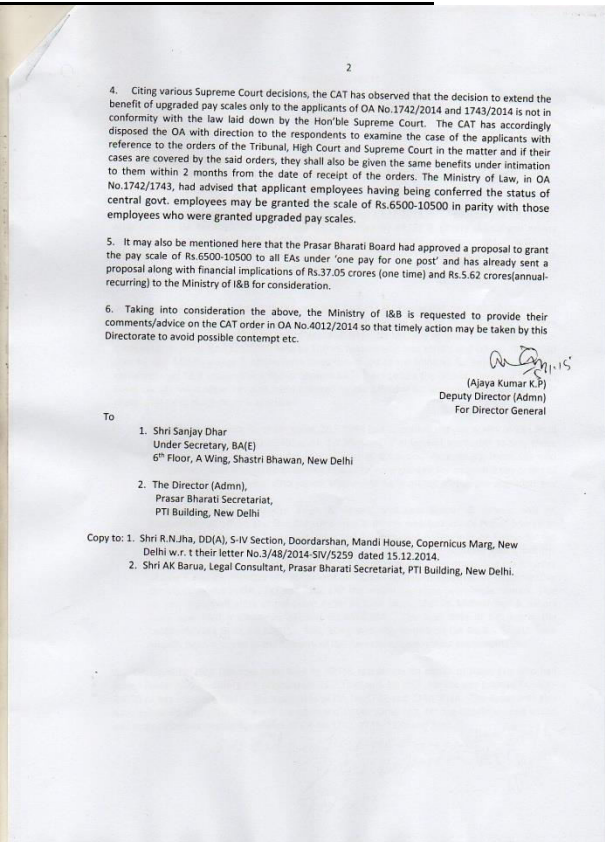 2
4. Citing various Supreme Court decisions, the CAT has observed that the decision to extend the
benefit of upgraded pay scales only to the applicants of OA No.1742/2014 and 1743/2014 is not in
conformity with the law laid down by the Hon'ble Supreme Court. The CAT has accordingly
disposed the OA with direction to the respondents to examine the case of the applicants with
reference to the orders of the Tribunal, High Court and Supreme Court in the matter and if their
cases are covered by the said orders, they shall also be given the same benefits under intimation
to them within 2 months from the date of receipt of the orders. The Ministry of Law, in OA
No.1742/1743, had advised that applicant employees having being conferred the status of
central govt. employees may be granted the scale of Rs.6500-10500 in parity with those
employees who were granted upgraded pay scales.
5. It may also be mentioned here that the Prasar Bharati Board had approved a proposal to grant
the pay scale of Rs.6500-10500 to all EAs under 'one pay for one post' and has already sent a
proposal along with financial implications of Rs.37.05 crores (one time) and Rs.5.62 crores(annual-
recurring) to the Ministry of I&B for consideration.
6. Taking into consideration the above, the Ministry of I&B is requested to provide their
comments/advice on the CAT order in OA No.4012/2014 so that timely action may be taken by this
Directorate to avoid possible contempt etc.
(Ajaya Kumar K.P)
Deputy Director (Admn)
For Director General
To
1. Shri Sanjay Dhar
Under Secretary, BA(E)
6th Floor, A Wing, Shastri Bhawan, New Delhi
2. The Director (Admn),
Prasar Bharati Secretariat,
PTI Building, New Delhi
Copy to: 1. Shri R.N.Jha, DD(A), S-IV Section, Doordarshan, Mandi House, Copernicus Marg, New
Delhi w.r. t their letter No.3/48/2014-SIV/5259 dated 15.12.2014.
2. Shri AK Barua, Legal Consultant, Prasar Bharati Secretariat, PTI Building, New Delhi.